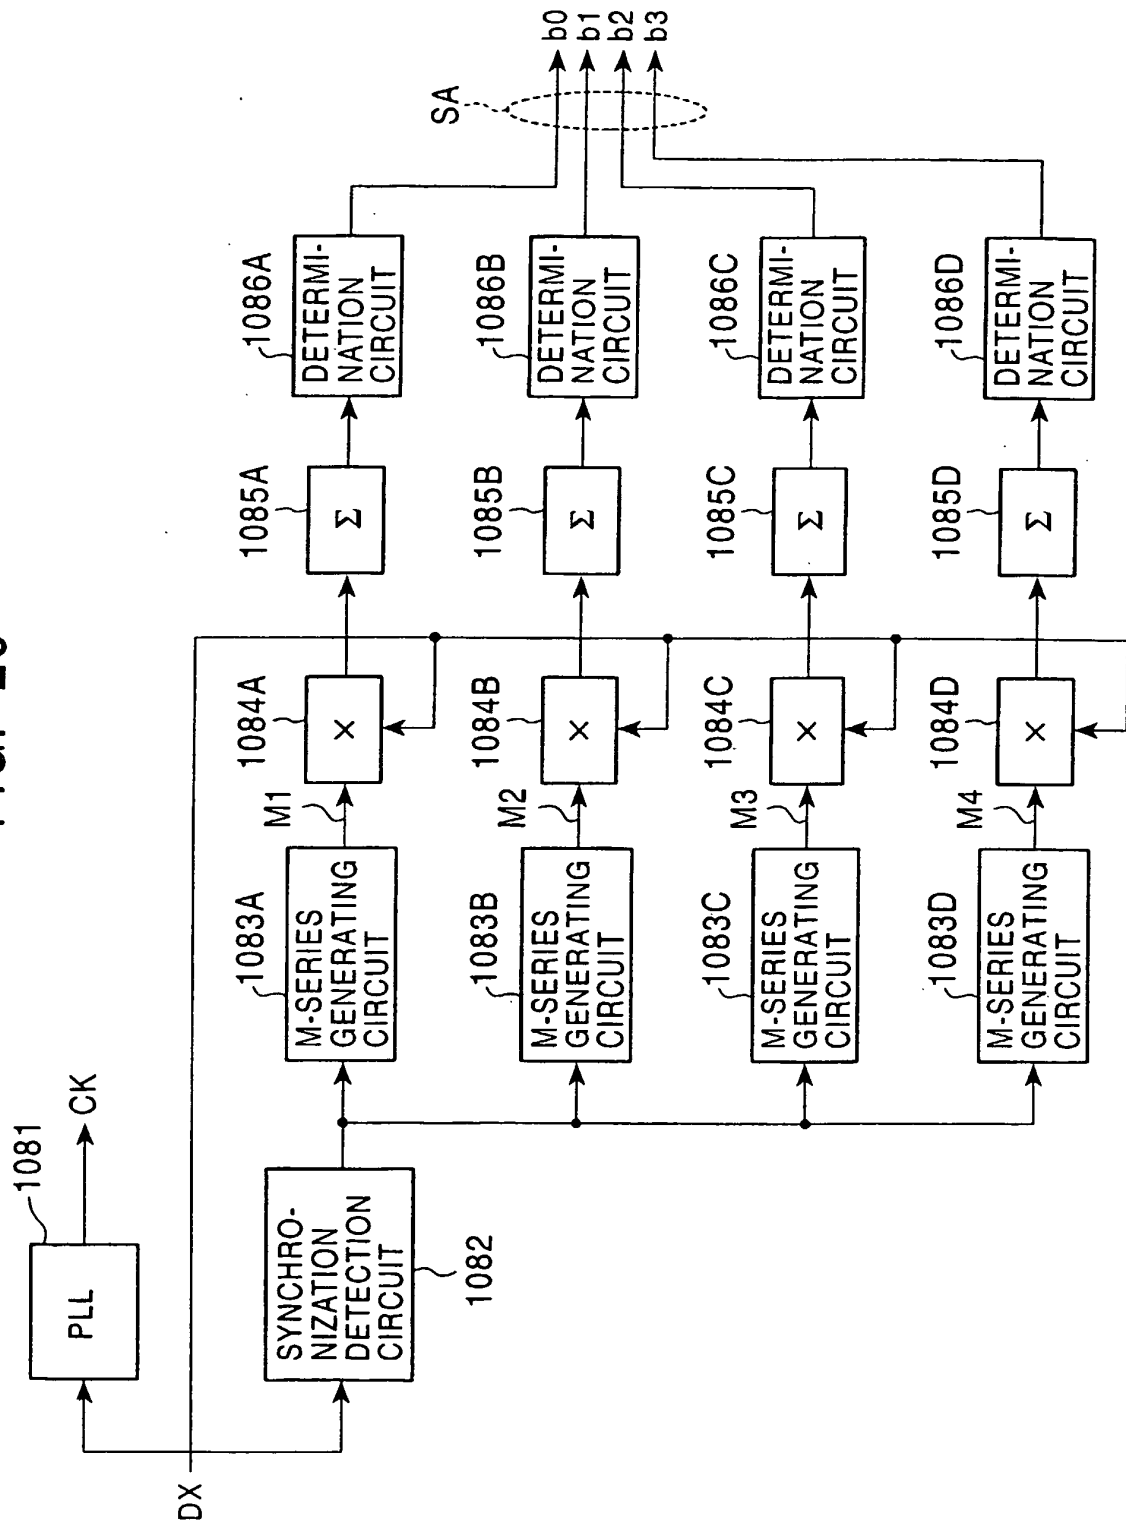 1081
PLL
CK
DX
SYNCHRO-
NIZATION
DETECTION
CIRCUIT
1082
1083A
M-SERIES
GENERATING
CIRCUIT
M1
1084A
×
1085A
Σ
1086A
DETERMI-
NATION
CIRCUIT
1083B
M-SERIES
GENERATING
CIRCUIT
M2
1084B
×
1085B
Σ
1086B
DETERMI-
NATION
CIRCUIT
1083C
M-SERIES
GENERATING
CIRCUIT
M3
1084C
×
1085C
Σ
1086C
DETERMI-
NATION
CIRCUIT
1083D
M-SERIES
GENERATING
CIRCUIT
M4
1084D
×
1085D
Σ
1086D
DETERMI-
NATION
CIRCUIT
SA
b0
b1
b2
b3